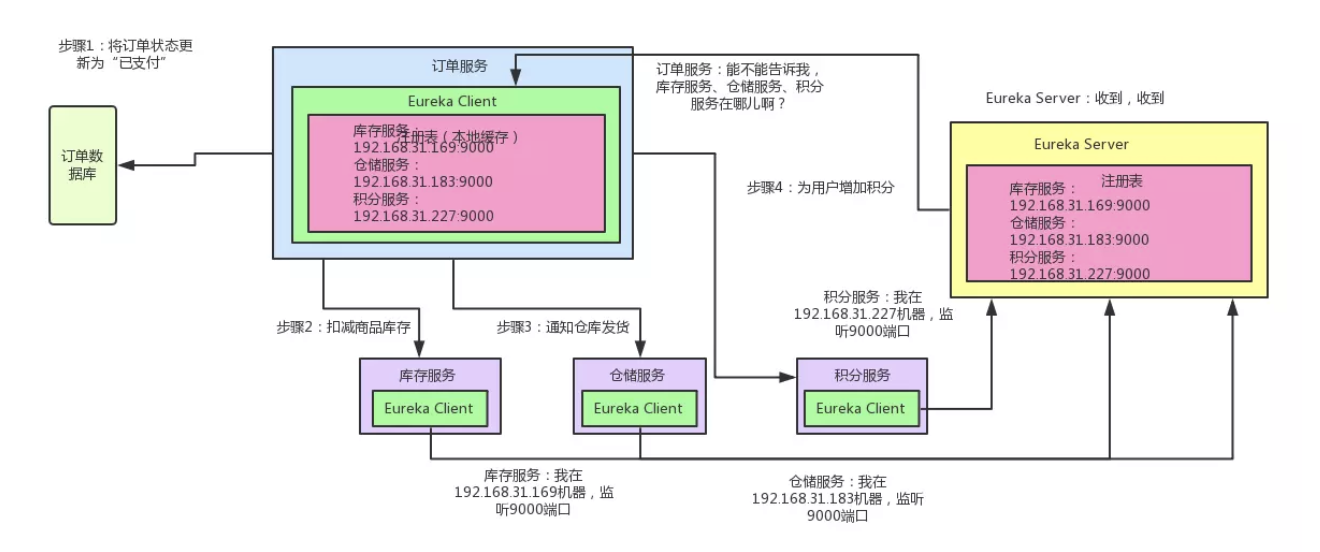 步骤1：将订单状态更
新为“已支付”
订单数
据库
订单服务
Eureka Client
注册表（本地缓存）
库存服务：
192.168.31.169:9000
仓储服务：
192.168.31.183:9000
积分服务：
192.168.31.227:9000
订单服务：能不能告诉我，
库存服务、仓储服务、积分
服务在哪儿啊？
Eureka Server：收到，收到
Eureka Server
注册表
库存服务：
192.168.31.169:9000
仓储服务：
192.168.31.183:9000
积分服务：
192.168.31.227:9000
步骤4：为用户增加积分
步骤2：扣减商品库存
步骤3：通知仓库发货
积分服务：我在
192.168.31.227机器，监
听9000端口
库存服务
Eureka Client
仓储服务
Eureka Client
积分服务
Eureka Client
库存服务：我在
192.168.31.169机器，监
听9000端口
仓储服务：我在
192.168.31.183机器，监听
9000端口